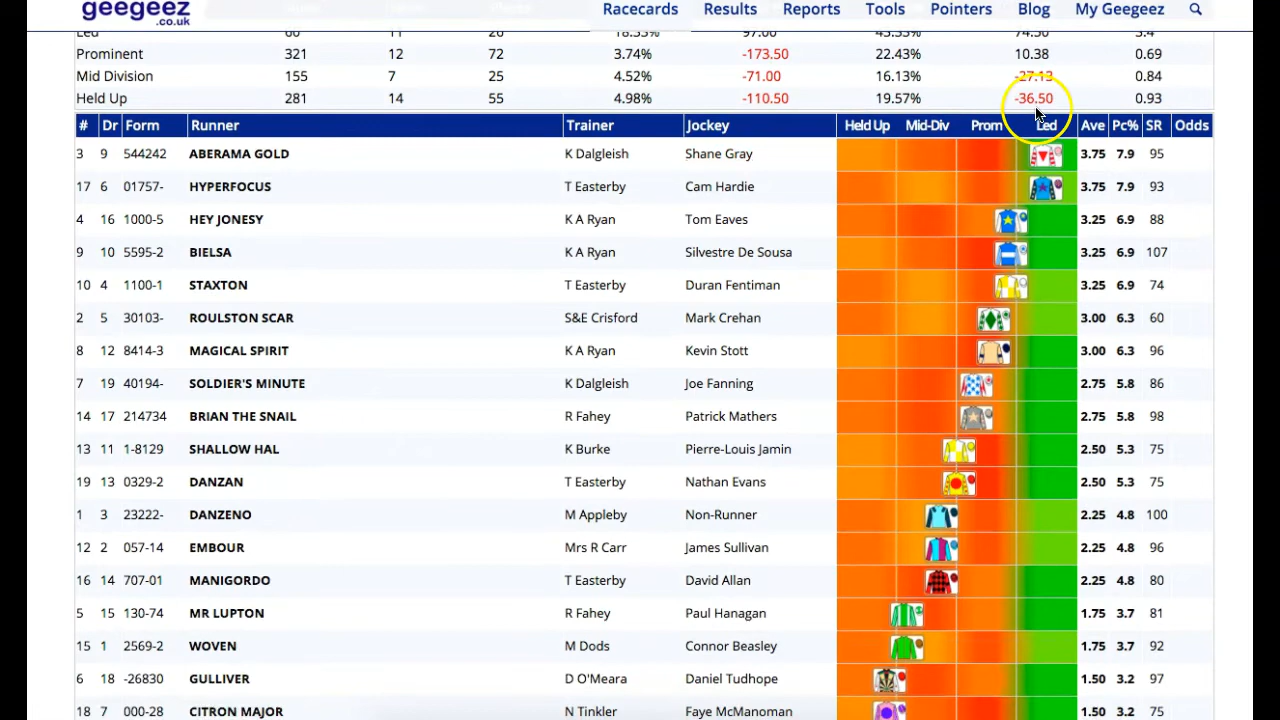 geegeez
.co.uk
Racecards Results Reports Tools Pointers Blog My Geegeez
Led 60 11 26 18.33% 97.00 43.33% 74.50 3.4
Prominent 321 12 72 3.74% -173.50 22.43% 10.38 0.69
Mid Division 155 7 25 4.52% -71.00 16.13% -27.13 0.84
Held Up 281 14 55 4.98% -110.50 19.57% -36.50 0.93
# Dr Form Runner Trainer Jockey Held Up Mid-Div Prom Led Ave Pc% SR Odds
3 9 544242 ABERAMA GOLD K Dalgleish Shane Gray 3.75 7.9 95
17 6 01757- HYPERFOCUS T Easterby Cam Hardie 3.75 7.9 93
4 16 1000-5 HEY JONESY K A Ryan Tom Eaves 3.25 6.9 88
9 10 5595-2 BIELSA K A Ryan Silvestre De Sousa 3.25 6.9 107
10 4 1100-1 STAXTON T Easterby Duran Fentiman 3.25 6.9 74
2 5 30103- ROULSTON SCAR S&E Crisford Mark Crehan 3.00 6.3 60
8 12 8414-3 MAGICAL SPIRIT K A Ryan Kevin Stott 3.00 6.3 96
7 19 40194- SOLDIER'S MINUTE K Dalgleish Joe Fanning 2.75 5.8 86
14 17 214734 BRIAN THE SNAIL R Fahey Patrick Mathers 2.75 5.8 98
13 11 1-8129 SHALLOW HAL K Burke Pierre-Louis Jamin 2.50 5.3 75
19 13 0329-2 DANZAN T Easterby Nathan Evans 2.50 5.3 75
1 3 23222- DANZENO M Appleby Non-Runner 2.25 4.8 100
12 2 057-14 EMBOUR Mrs R Carr James Sullivan 2.25 4.8 96
16 14 707-01 MANIGORDO T Easterby David Allan 2.25 4.8 80
5 15 130-74 MR LUPTON R Fahey Paul Hanagan 1.75 3.7 81
15 1 2569-2 WOVEN M Dods Connor Beasley 1.75 3.7 92
6 18 -26830 GULLIVER D O'Meara Daniel Tudhope 1.50 3.2 97
18 7 000-28 CITRON MAJOR N Tinkler Faye McManoman 1.50 3.2 75